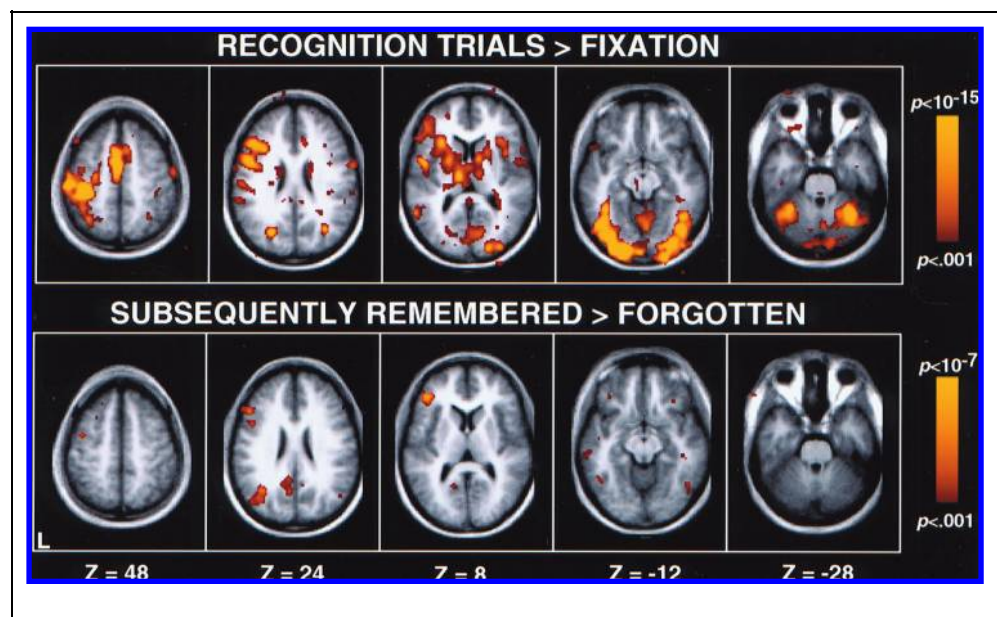 RECOGNITION TRIALS > FIXATION
p<10-15
p<.001
SUBSEQUENTLY REMEMBERED > FORGOTTEN
p<10-7
p<.001
L
Z = 48 Z = 24 Z = 8 Z = -12 Z = -28